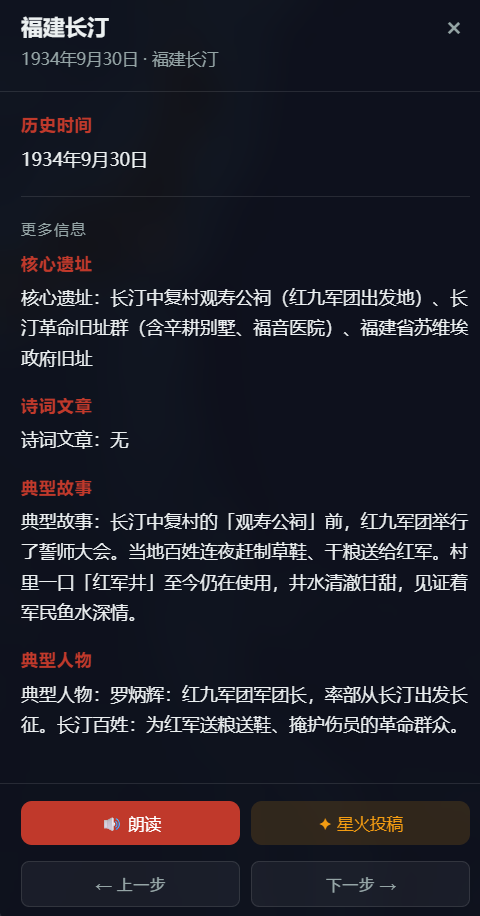 福建长汀
×
1934年9月30日 · 福建长汀
历史时间
1934年9月30日
更多信息
核心遗址
核心遗址：长汀中复村观寿公祠（红九军团出发地）、长
汀革命旧址群（含辛耕别墅、福音医院）、福建省苏维埃
政府旧址
诗词文章
诗词文章：无
典型故事
典型故事：长汀中复村的「观寿公祠」前，红九军团举行
了誓师大会。当地百姓连夜赶制草鞋、干粮送给红军。村
里一口「红军井」至今仍在使用，井水清澈甘甜，见证着
军民鱼水深情。
典型人物
典型人物：罗炳辉：红九军团军团长，率部从长汀出发长
征。长汀百姓：为红军送粮送鞋、掩护伤员的革命群众。
🔊 朗读
✦ 星火投稿
← 上一步
下一步 →